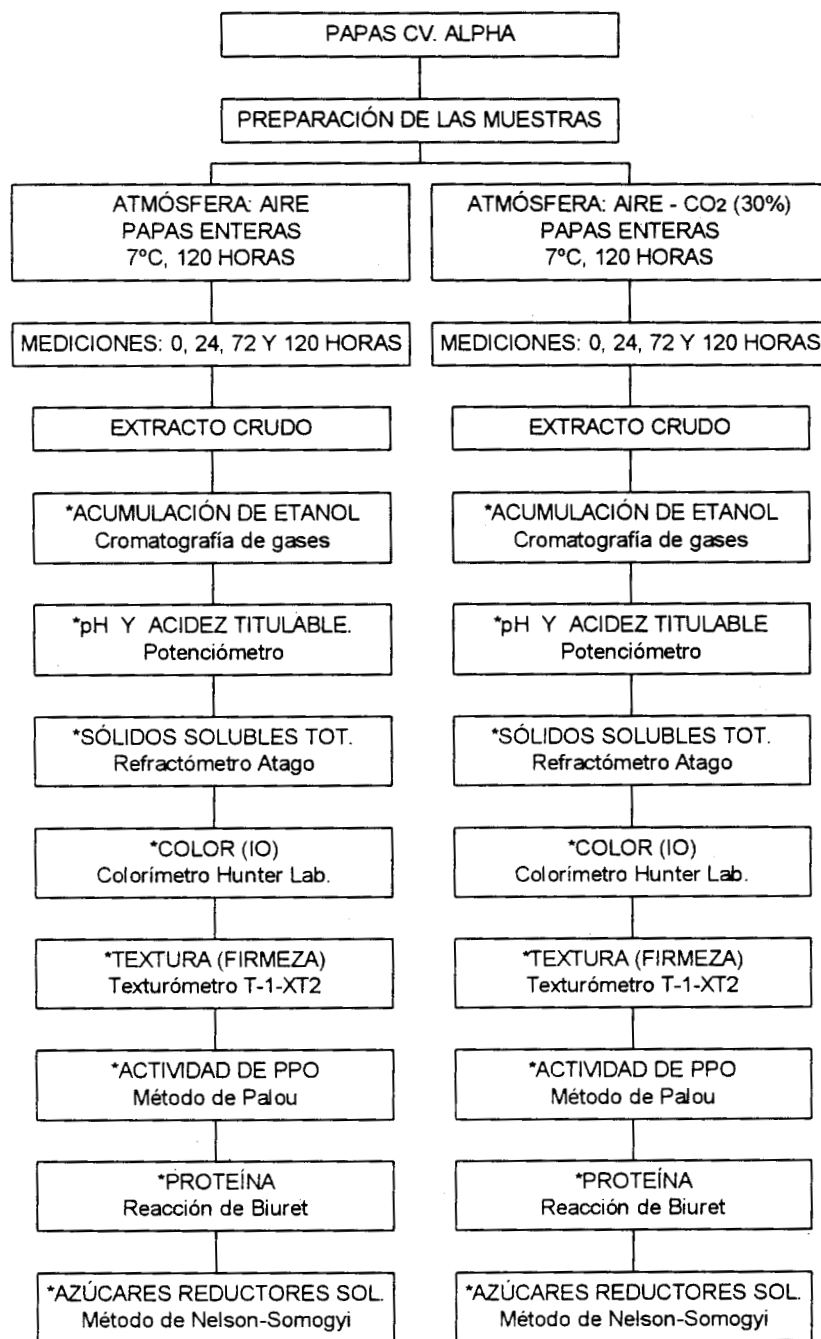 PAPAS CV. ALPHA
PREPARACIÓN DE LAS MUESTRAS
ATMÓSFERA: AIRE
PAPAS ENTERAS
7ºC, 120 HORAS
MEDICIONES: 0, 24, 72 Y 120 HORAS
EXTRACTO CRUDO
*ACUMULACIÓN DE ETANOL
Cromatografía de gases
*pH Y ACIDEZ TITULABLE.
Potenciómetro
*SÓLIDOS SOLUBLES TOT.
Refractómetro Atago
*COLOR (IO)
Colorímetro Hunter Lab.
*TEXTURA (FIRMEZA)
Texturómetro T-1-XT2
*ACTIVIDAD DE PPO
Método de Palou
*PROTEÍNA
Reacción de Biuret
*AZÚCARES REDUCTORES SOL.
Método de Nelson-Somogyi
ATMÓSFERA: AIRE - CO2 (30%)
PAPAS ENTERAS
7ºC, 120 HORAS
MEDICIONES: 0, 24, 72 Y 120 HORAS
EXTRACTO CRUDO
*ACUMULACIÓN DE ETANOL
Cromatografía de gases
*pH Y ACIDEZ TITULABLE
Potenciómetro
*SÓLIDOS SOLUBLES TOT.
Refractómetro Atago
*COLOR (IO)
Colorímetro Hunter Lab.
*TEXTURA (FIRMEZA)
Texturómetro T-1-XT2
*ACTIVIDAD DE PPO
Método de Palou
*PROTEÍNA
Reacción de Biuret
*AZÚCARES REDUCTORES SOL.
Método de Nelson-Somogyi